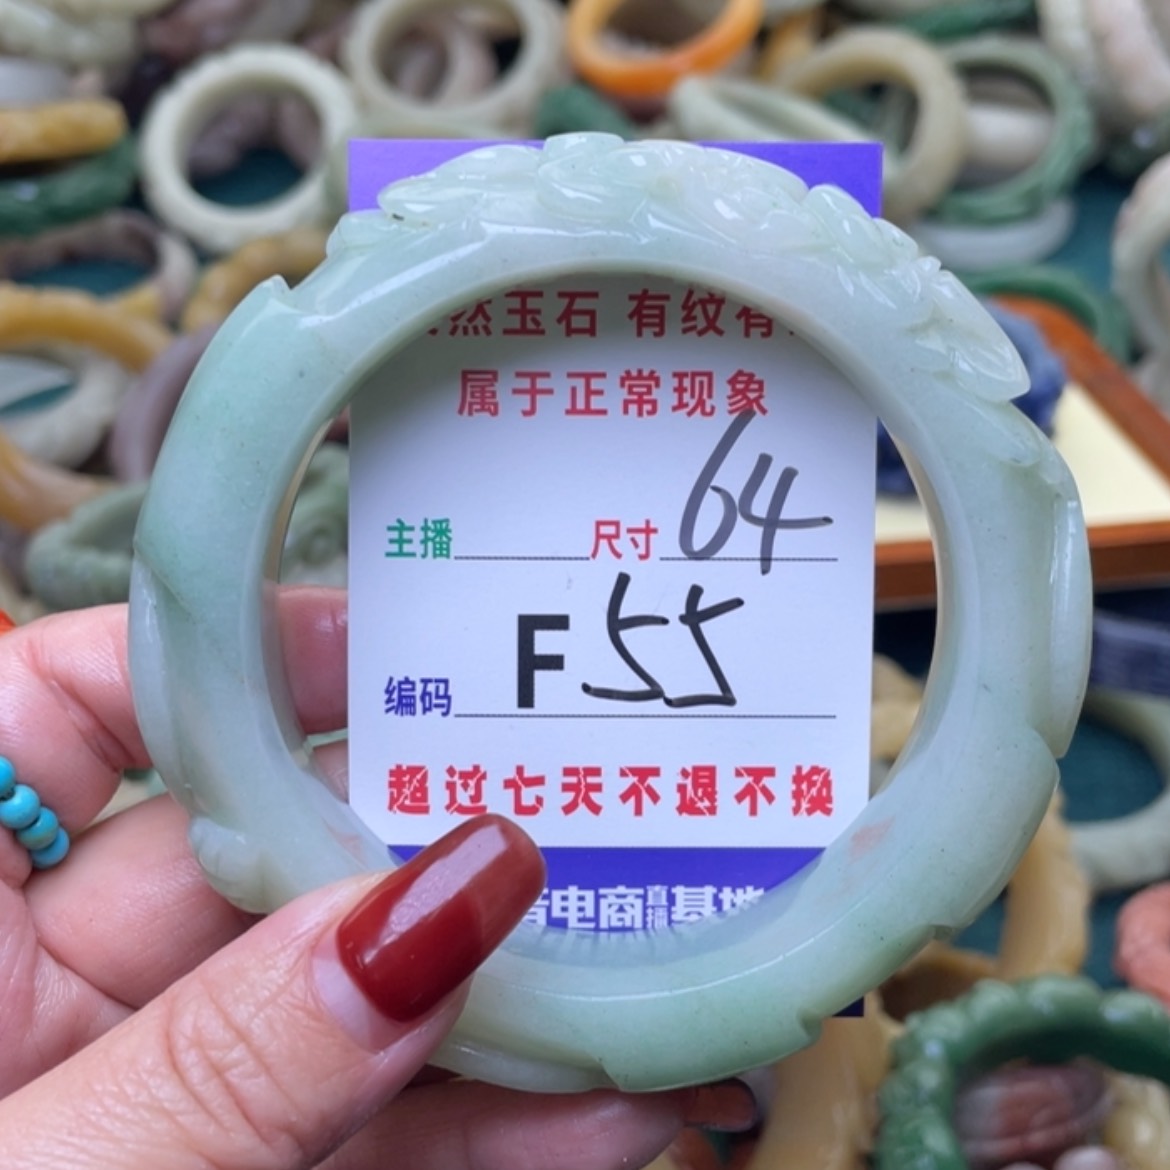 然玉石 有纹有
属于正常现象
主播 尺寸 64
编码 F 55
超过七天不退不换
电商直播基地